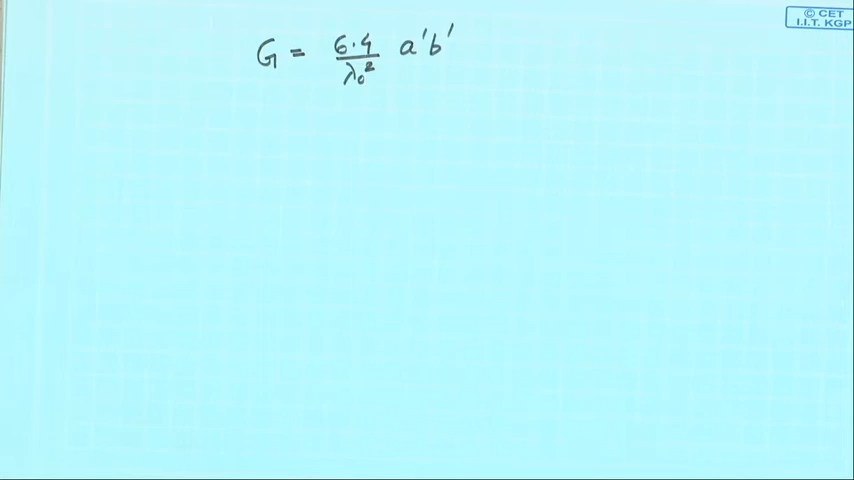 G = 6.4/λ₀² a'b'
© CET
I.I.T. KGP